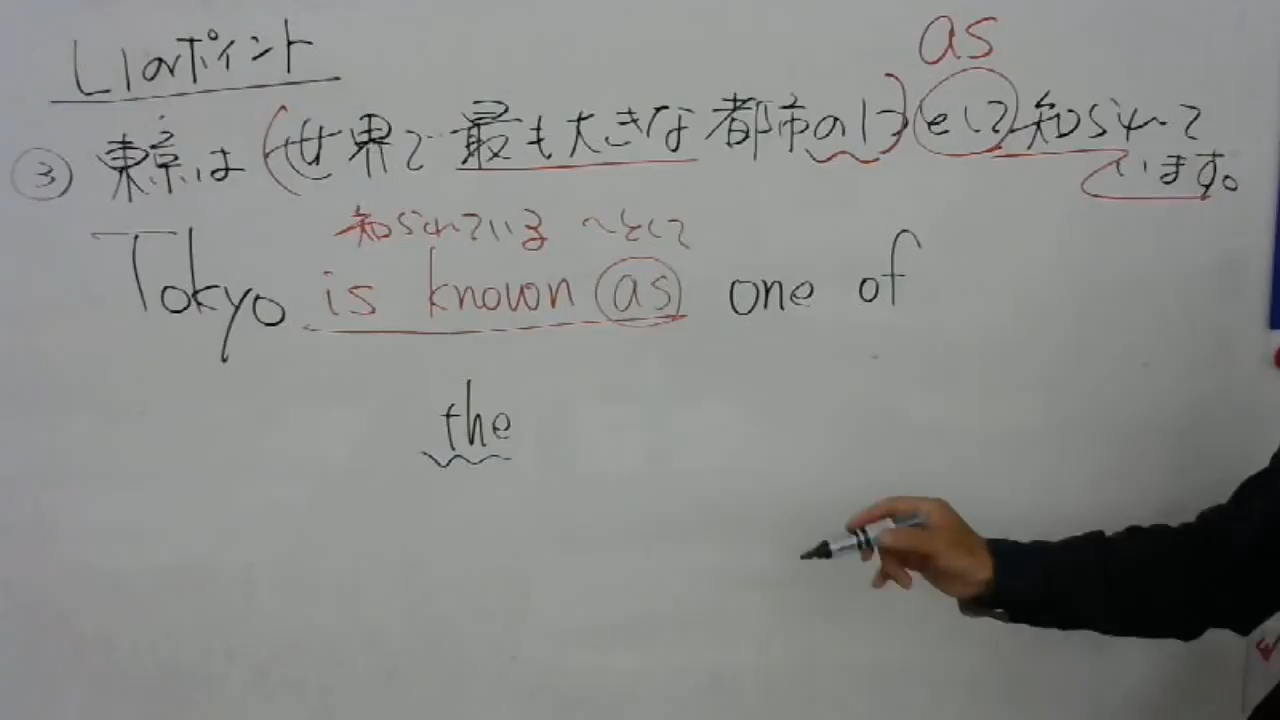 L1のポイント
as
③ 東京は(世界で最も大きな都市の1つ)として知られて
います。
知られている ~として
Tokyo is known as one of
the